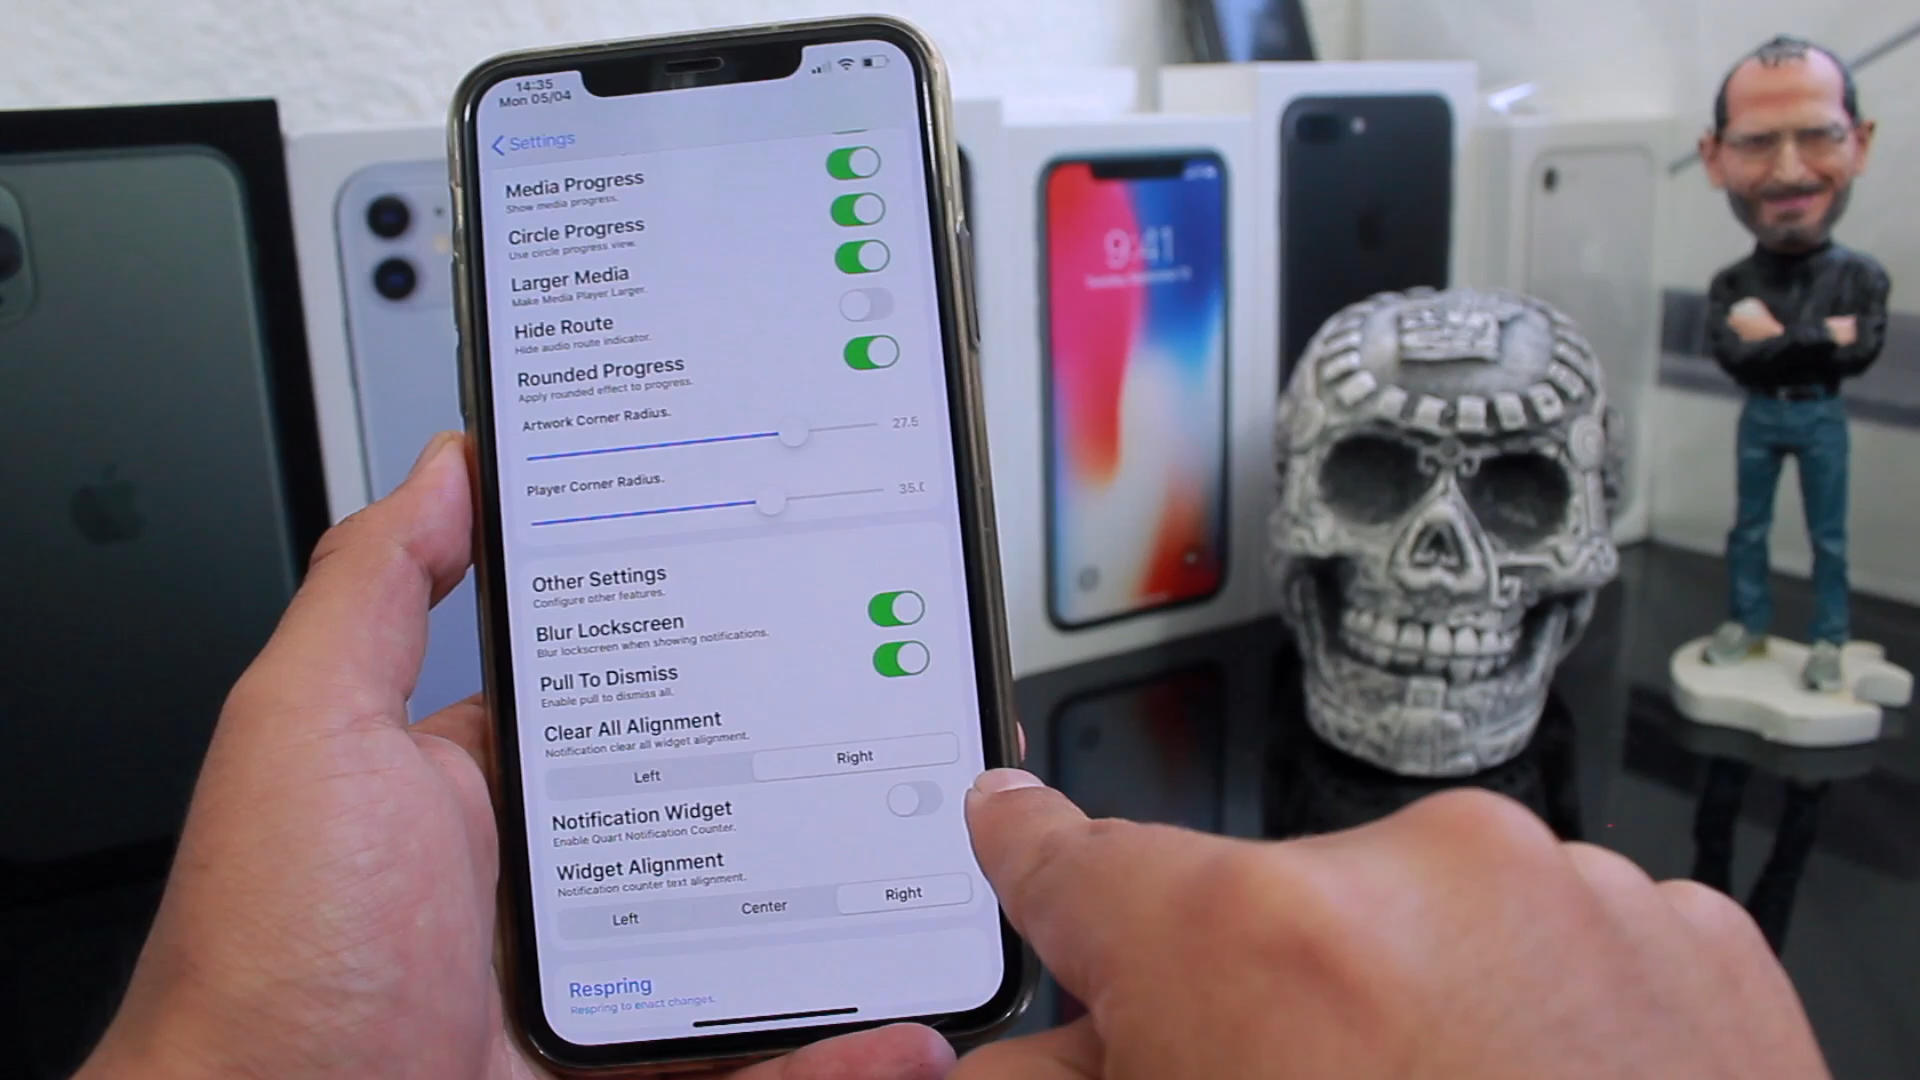 14:35
Mon 05/04
Settings
Media Progress
Show media progress.
Circle Progress
Use circle progress view.
Larger Media
Make Media Player Larger.
Hide Route
Hide audio route indicator.
Rounded Progress
Apply rounded effect to progress.
Artwork Corner Radius.
27.5
Player Corner Radius.
35.
Other Settings
Configure other features.
Blur Lockscreen
Blur lockscreen when showing notifications.
Pull To Dismiss
Enable pull to dismiss all.
Clear All Alignment
Notification clear all widget alignment.
Left Right
Notification Widget
Enable Quart Notification Counter.
Widget Alignment
Notification counter text alignment.
Left Center Right
Respring
Respring to enact changes.
9:41